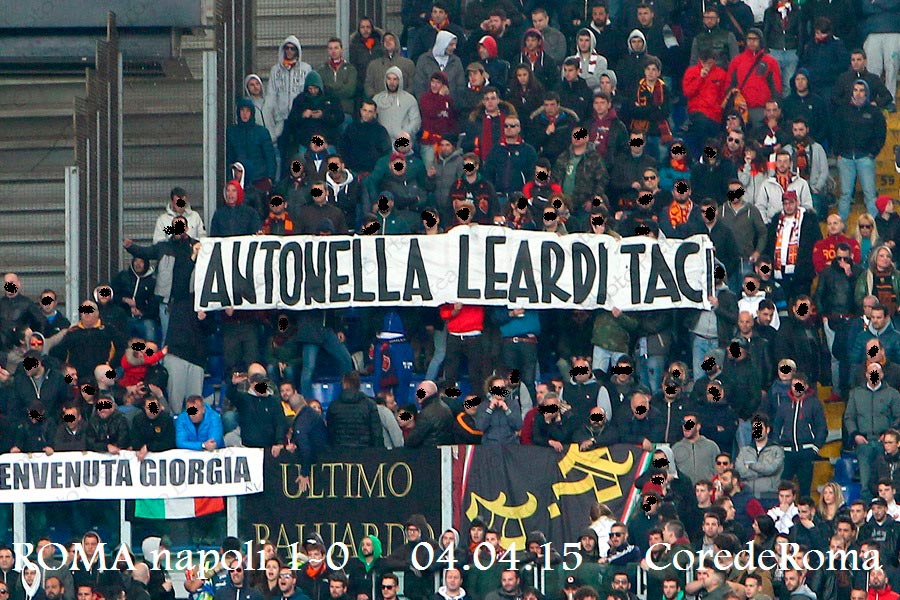 ANTONELLA LEARDI TACI
ENVENUTA GIORGIA
ULTIMO
BALUARDO
ROMA napoli 1-0 04.04.15 CoredeRoma